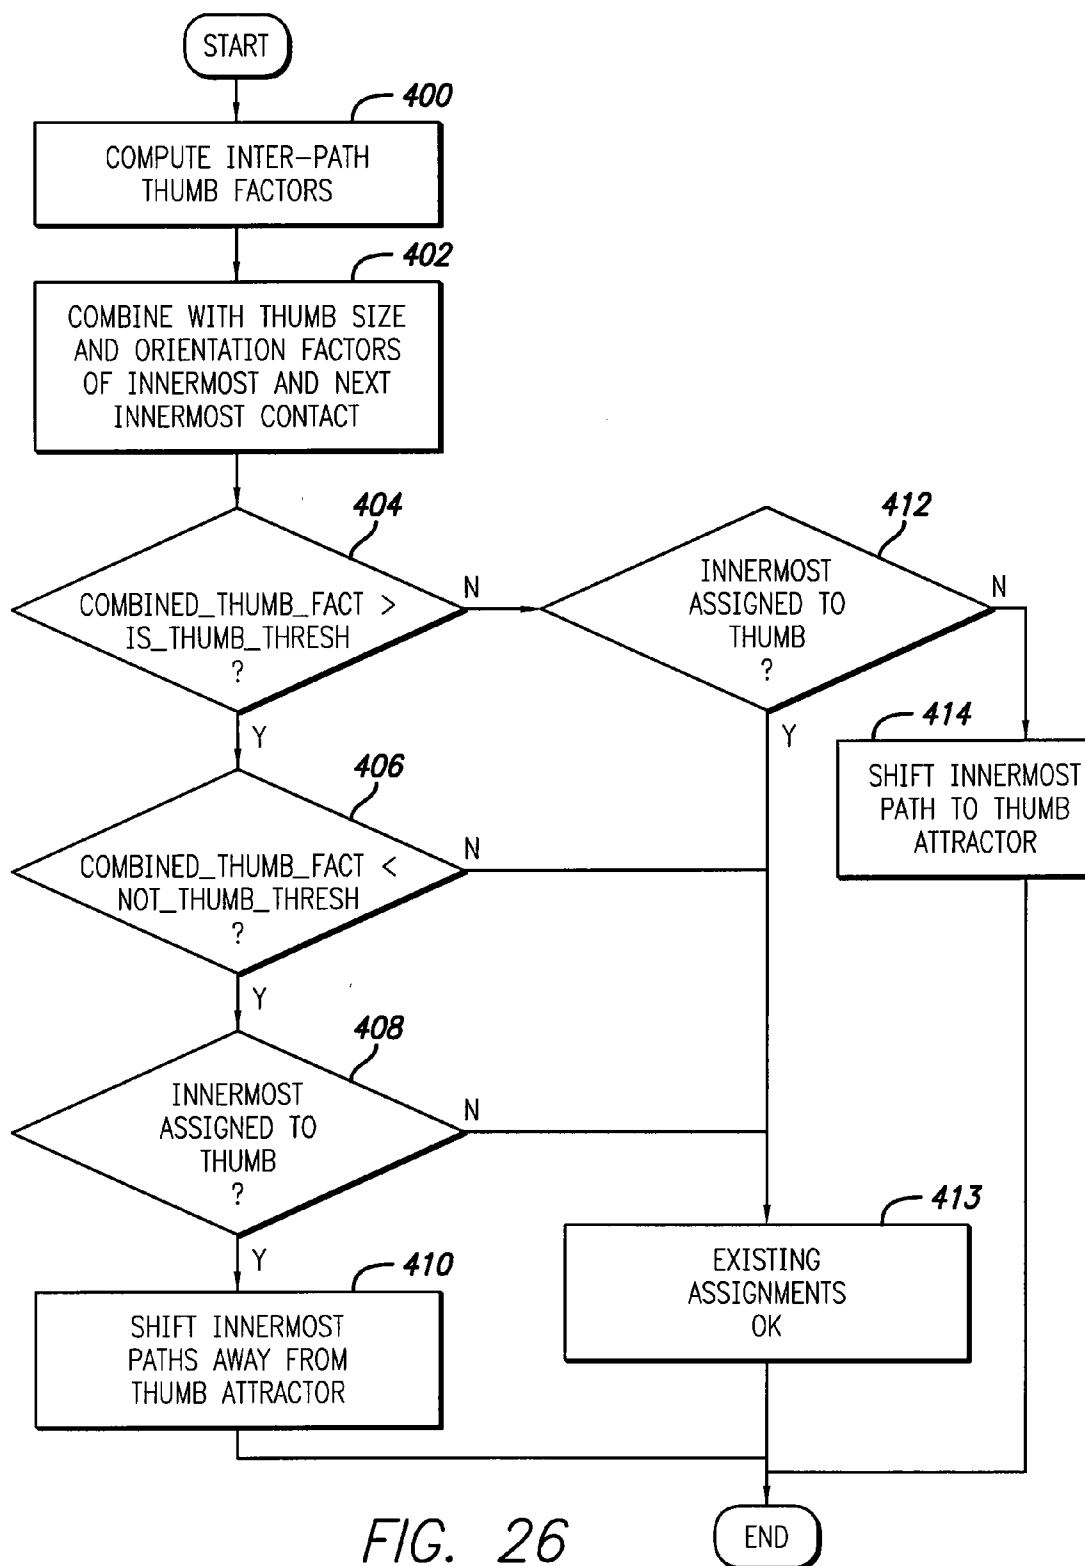 START
400
COMPUTE INTER-PATH
THUMB FACTORS
402
COMBINE WITH THUMB SIZE
AND ORIENTATION FACTORS
OF INNERMOST AND NEXT
INNERMOST CONTACT
404
COMBINED_THUMB_FACT >
IS_THUMB_THRESH
?
N
Y
412
INNERMOST
ASSIGNED TO
THUMB
?
N
Y
414
SHIFT INNERMOST
PATH TO THUMB
ATTRACTOR
406
COMBINED_THUMB_FACT <
NOT_THUMB_THRESH
?
N
Y
408
INNERMOST
ASSIGNED TO
THUMB
?
N
Y
413
EXISTING
ASSIGNMENTS
OK
410
SHIFT INNERMOST
PATHS AWAY FROM
THUMB ATTRACTOR
END
FIG. 26